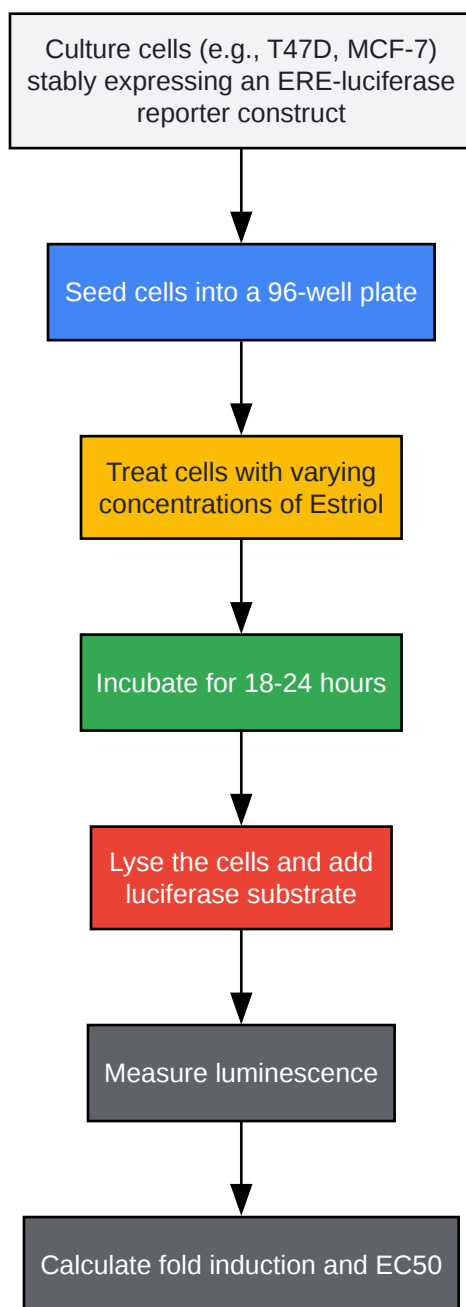 Culture cells (e.g., T47D, MCF-7)
stably expressing an ERE-luciferase
reporter construct
Seed cells into a 96-well plate
Treat cells with varying
concentrations of Estriol
Incubate for 18-24 hours
Lyse the cells and add
luciferase substrate
Measure luminescence
Calculate fold induction and EC50